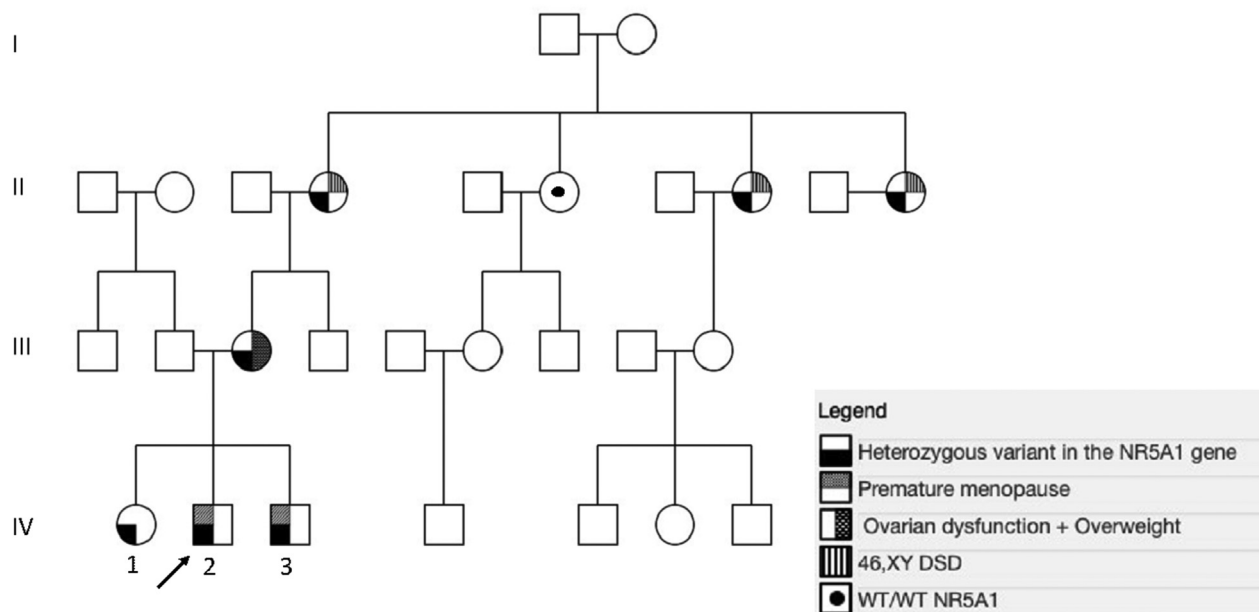 I
II
III
IV
1
2
3
Legend
Heterozygous variant in the NR5A1 gene
Premature menopause
Ovarian dysfunction + Overweight
46,XY DSD
WT/WT NR5A1